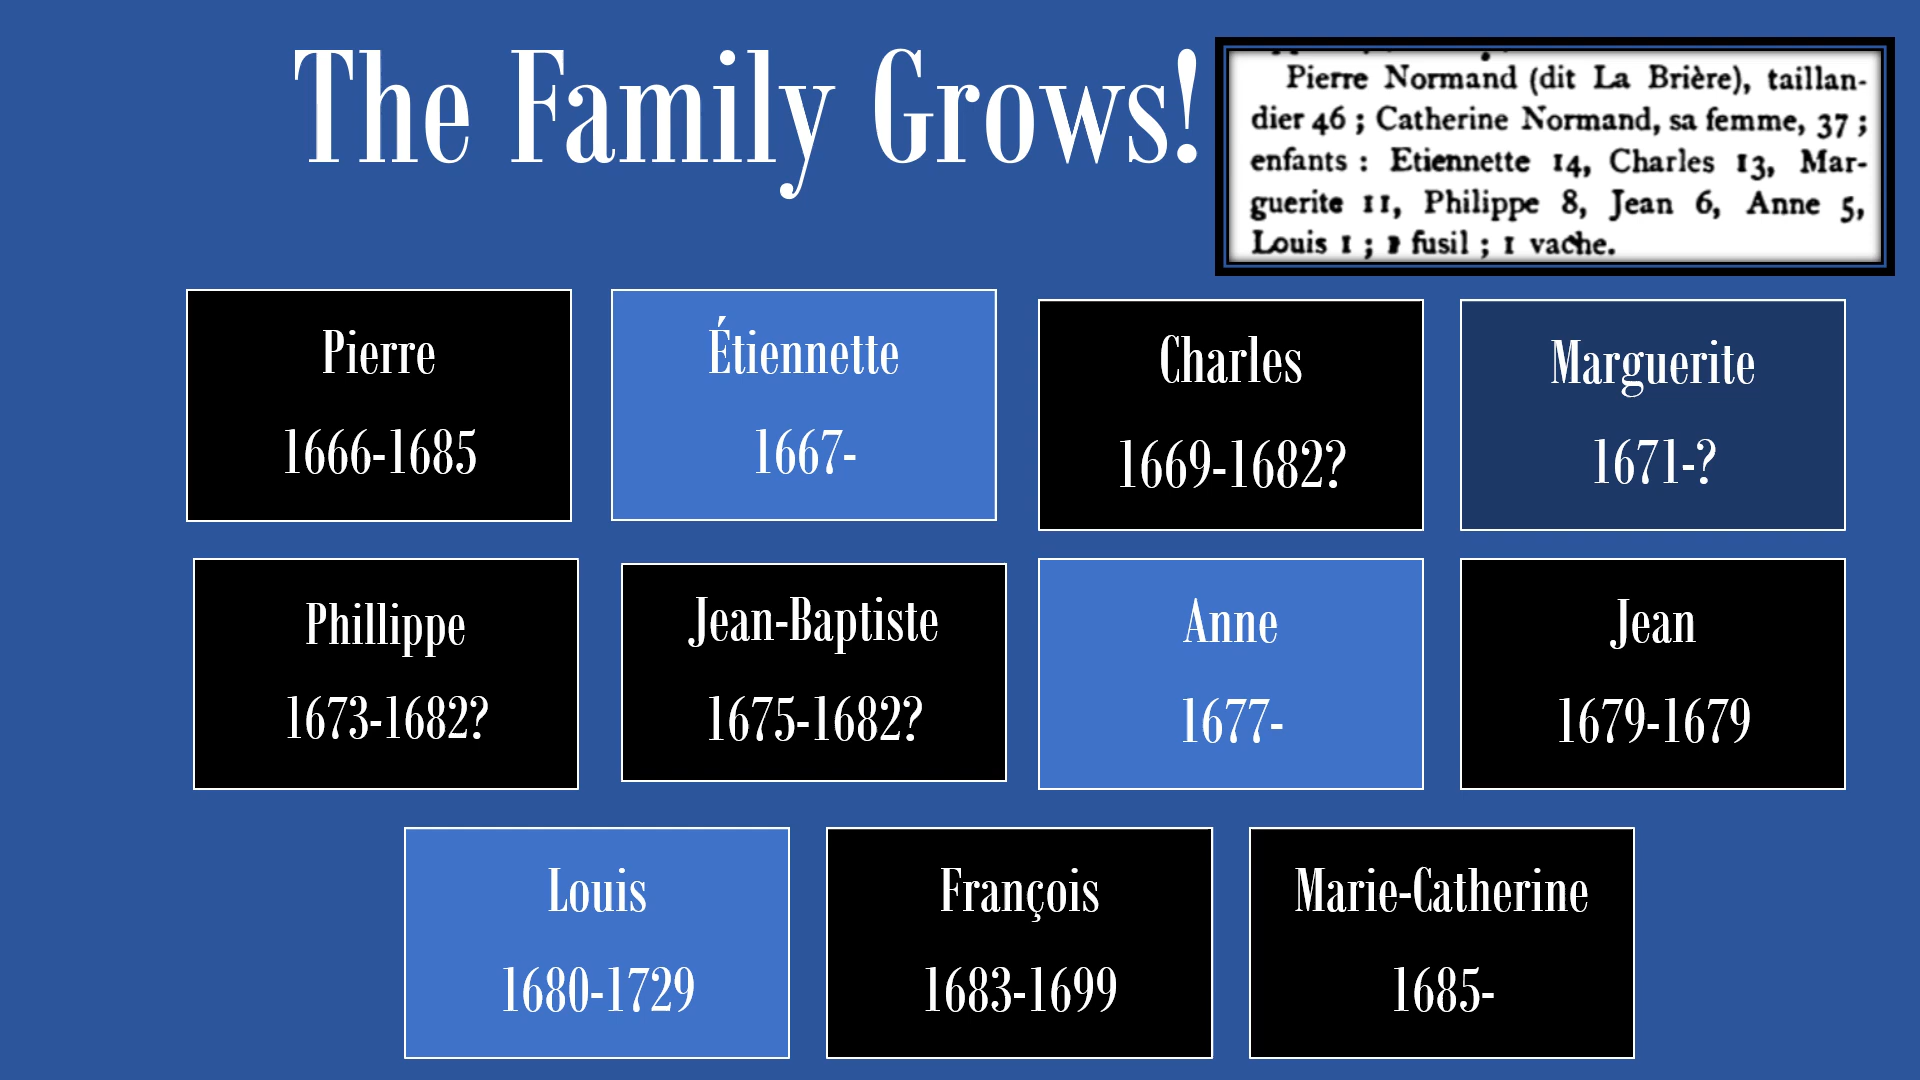 The Family Grows!
Pierre Normand (dit La Brière), taillan-
dier 46 ; Catherine Normand, sa femme, 37 ;
enfants : Etiennette 14, Charles 13, Mar-
guerite 11, Philippe 8, Jean 6, Anne 5,
Louis 1 ; 1 fusil ; 1 vache.
Pierre
1666-1685
Étiennette
1667-
Charles
1669-1682?
Marguerite
1671-?
Phillippe
1673-1682?
Jean-Baptiste
1675-1682?
Anne
1677-
Jean
1679-1679
Louis
1680-1729
François
1683-1699
Marie-Catherine
1685-